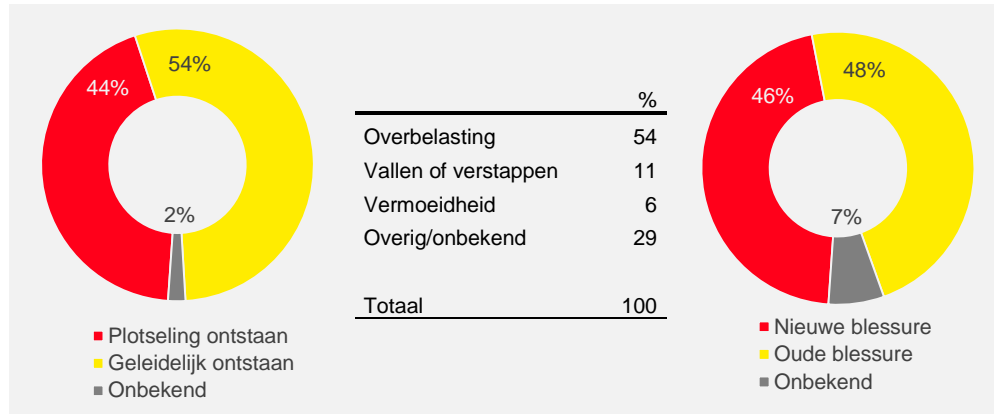 44%
54%
2%
Plotseling ontstaan
Geleidelijk ontstaan
Onbekend
%
Overbelasting 54
Vallen of verstappen 11
Vermoeidheid 6
Overig/onbekend 29
Totaal 100
46%
48%
7%
Nieuwe blessure
Oude blessure
Onbekend